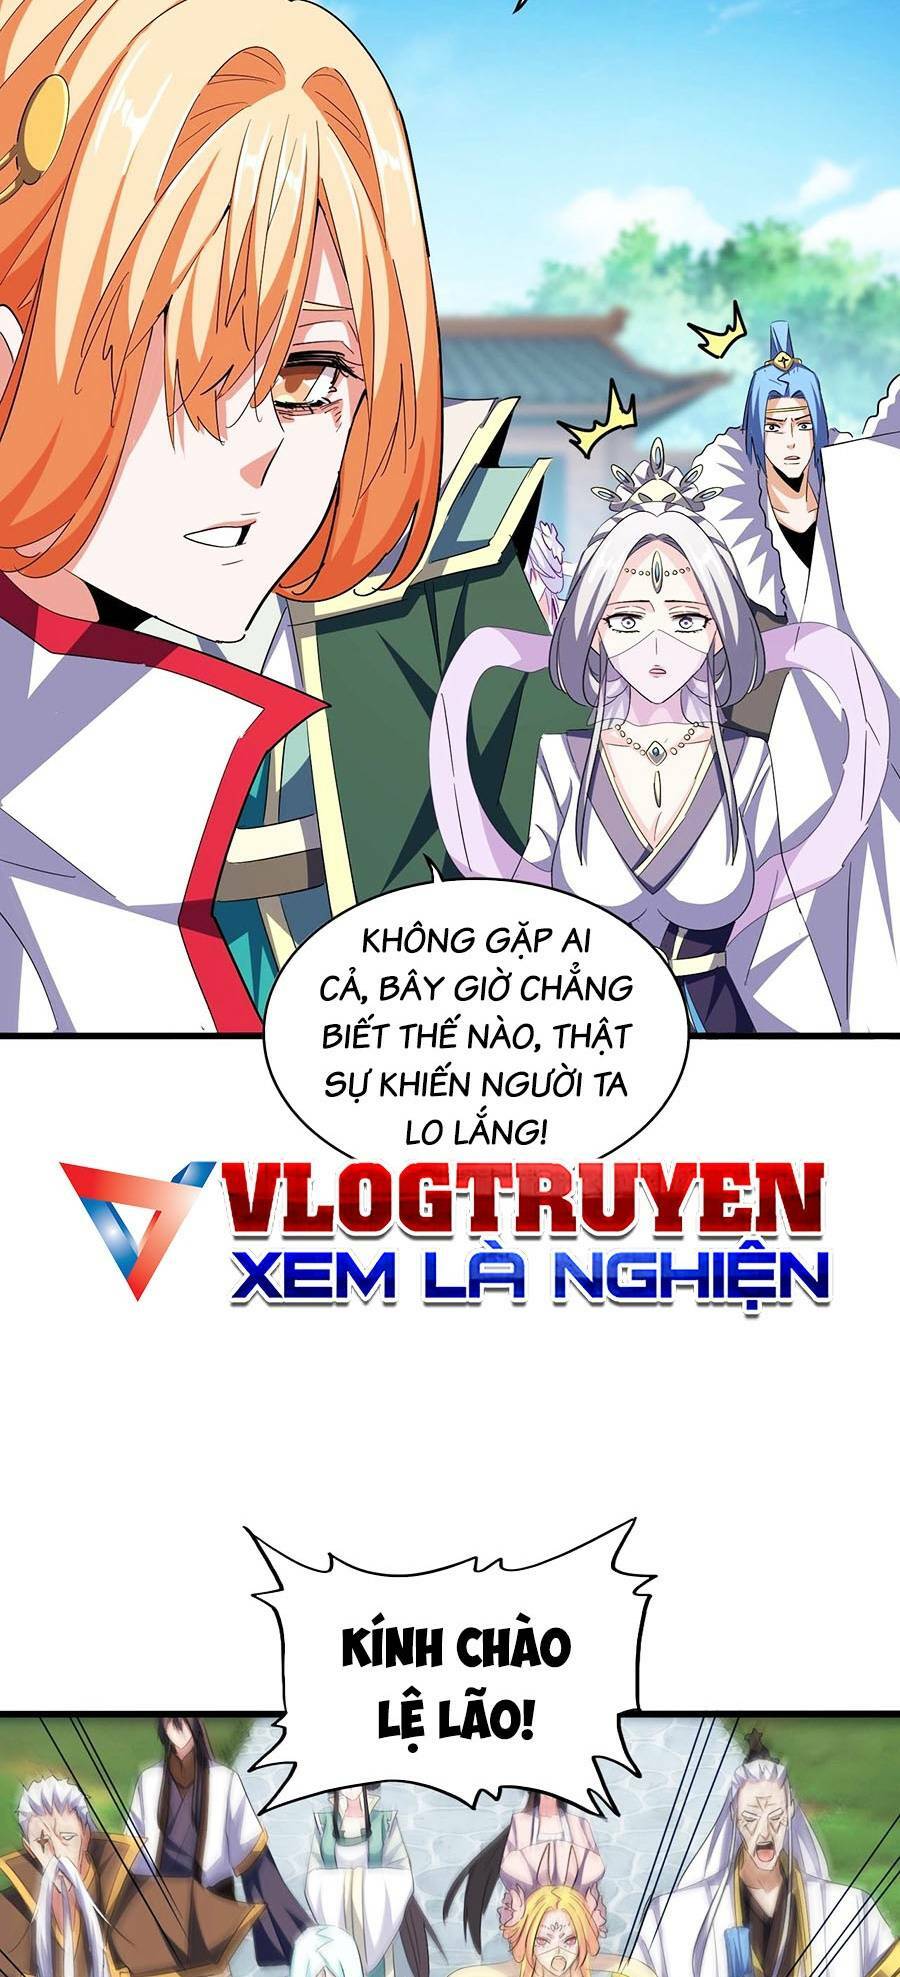 KHÔNG GẶP AI
CẢ, BÂY GIỜ CHẲNG
BIẾT THẾ NÀO, THẬT
SỰ KHIẾN NGƯỜI TA
LO LẮNG!
VLOGTRUYEN
XEM LÀ NGHIỆN
KÍNH CHÀO
LỆ LÃO!